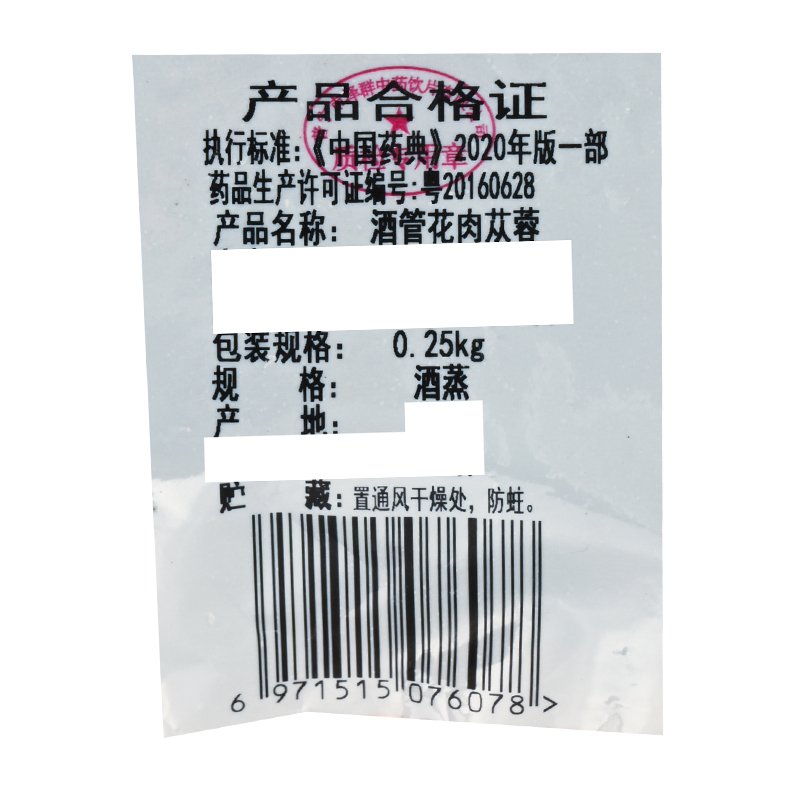 产品合格证
执行标准:《中国药典》2020年版一部
药品生产许可证编号:粤20160628
产品名称: 酒管花肉苁蓉
包装规格: 0.25kg
规 格: 酒蒸
产 地:
贮 藏: 置通风干燥处,防蛀。
6 971515 076078 >